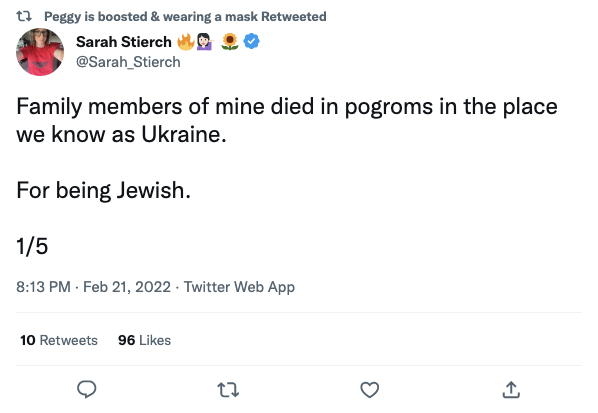 Peggy is boosted & wearing a mask Retweeted
Sarah Stierch 🔥💁🏻‍♀️ 🌻
@Sarah_Stierch
Family members of mine died in pogroms in the place
we know as Ukraine.
For being Jewish.
1/5
8:13 PM · Feb 21, 2022 · Twitter Web App
10 Retweets 96 Likes